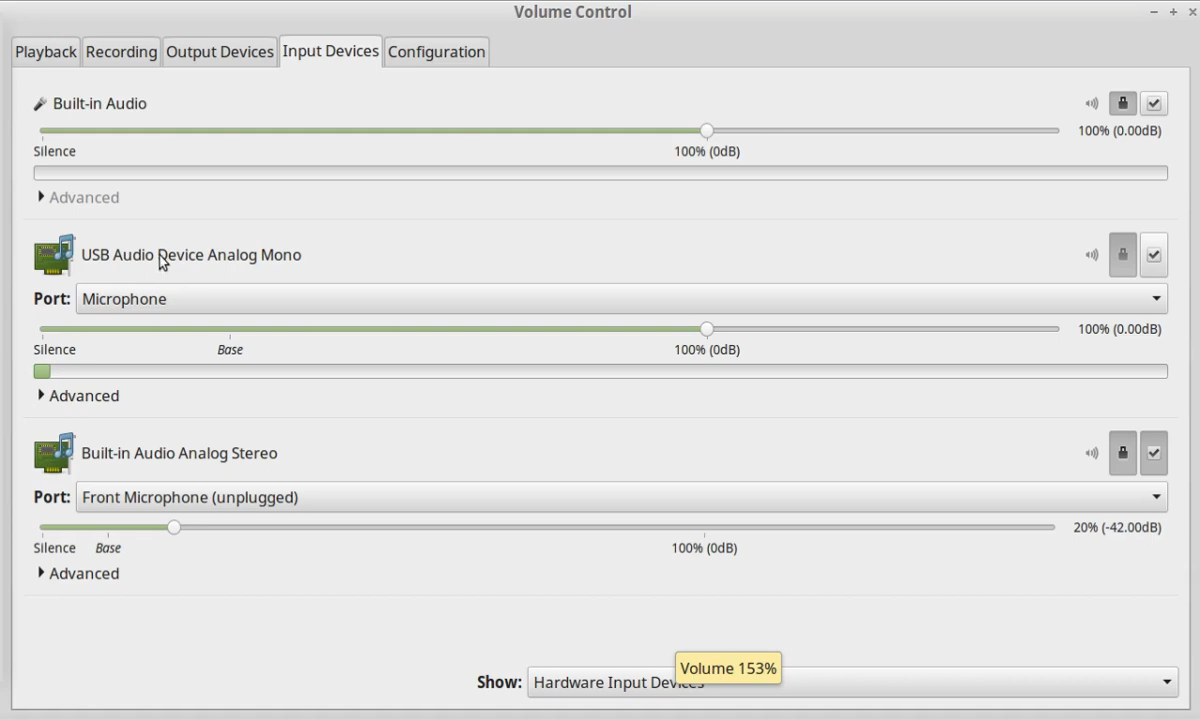 Volume Control
Playback Recording Output Devices Input Devices Configuration
Built-in Audio
100% (0.00dB)
Silence 100% (0dB)
Advanced
USB Audio Device Analog Mono
Port: Microphone
100% (0.00dB)
Silence Base 100% (0dB)
Advanced
Built-in Audio Analog Stereo
Port: Front Microphone (unplugged)
20% (-42.00dB)
Silence Base 100% (0dB)
Advanced
Volume 153%
Show: Hardware Input Devices